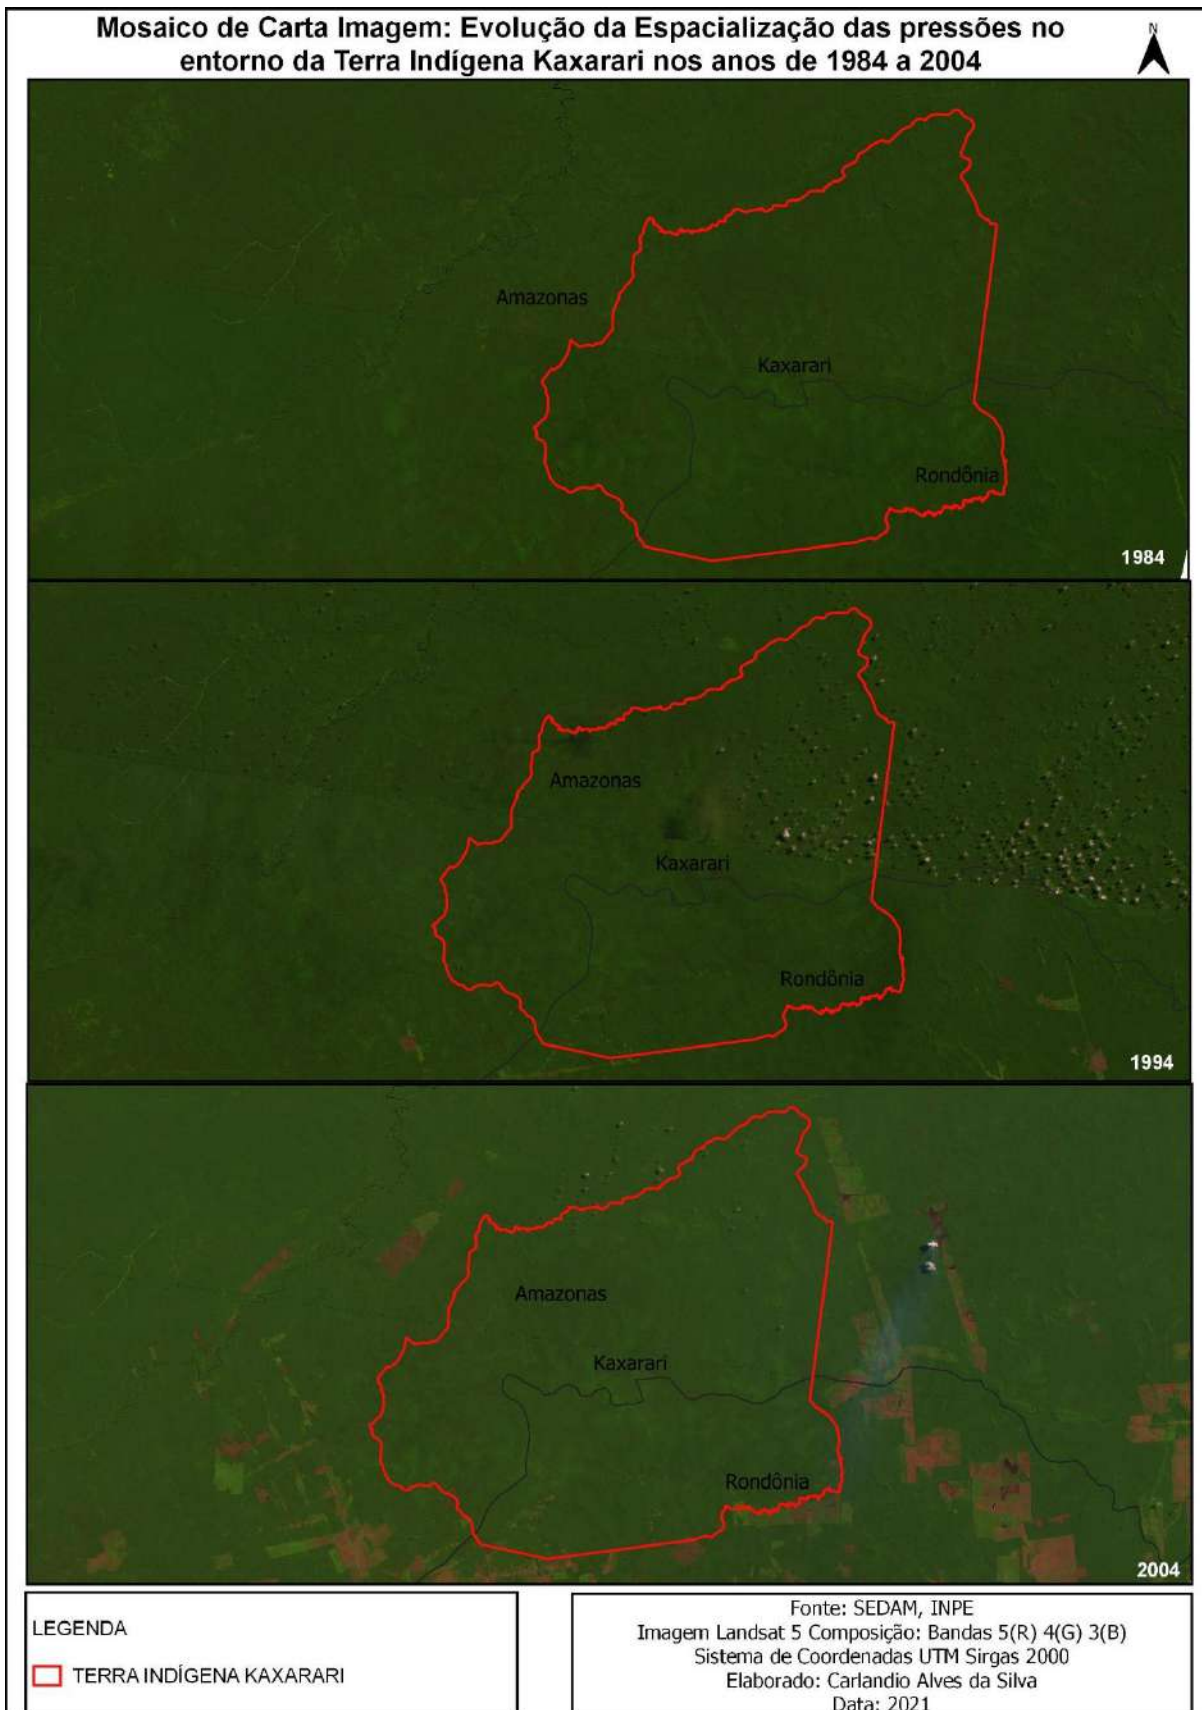 Mosaico de Carta Imagem: Evolução da Espacialização das pressões no
entorno da Terra Indígena Kaxarari nos anos de 1984 a 2004
N
Amazonas
Kaxarari
Rondônia
1984
Amazonas
Kaxarari
Rondônia
1994
Amazonas
Kaxarari
Rondônia
2004
LEGENDA
TERRA INDÍGENA KAXARARI
Fonte: SEDAM, INPE
Imagem Landsat 5 Composição: Bandas 5(R) 4(G) 3(B)
Sistema de Coordenadas UTM Sirgas 2000
Elaborado: Carlandio Alves da Silva
Data: 2021